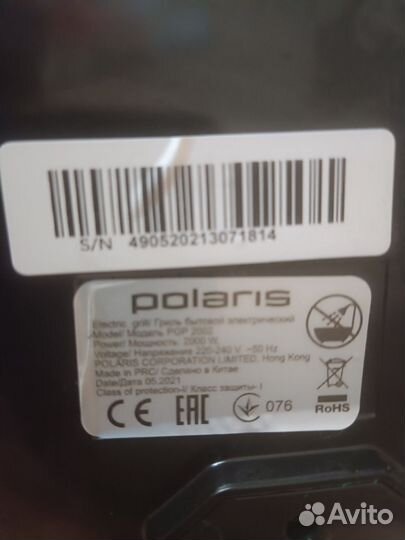 S/N 490520213071814
polaris
Electric grill/ Гриль бытовой электрический
Model/ Модель PGP 2002
Power/ Мощность: 2000 W,
Voltage/ Напряжение 220-240 V ~50 Hz
POLARIS CORPORATION LIMITED, Hong Kong
Made in PRC/ Сделано в Китае
Date/Дата 05.2021
Class of protection-I/ Класс защиты- I
CE EAC 076 RoHS
Avito